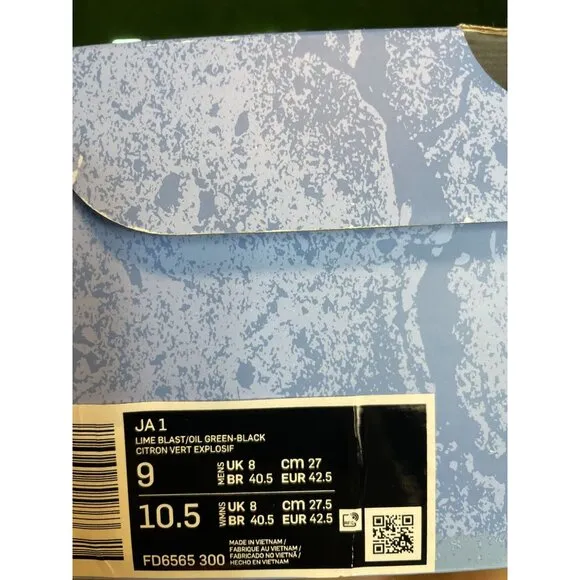 JA 1
LIME BLAST/OIL GREEN-BLACK
CITRON VERT EXPLOSIF
9 MENS UK 8 cm 27
BR 40.5 EUR 42.5
10.5 WMNS UK 8 cm 27.5
BR 40.5 EUR 42.5
MADE IN VIETNAM /
FABRIQUE AU VIETNAM /
FABRICADO NO VIETNÃ /
FD6565 300 HECHO EN VIETNAM